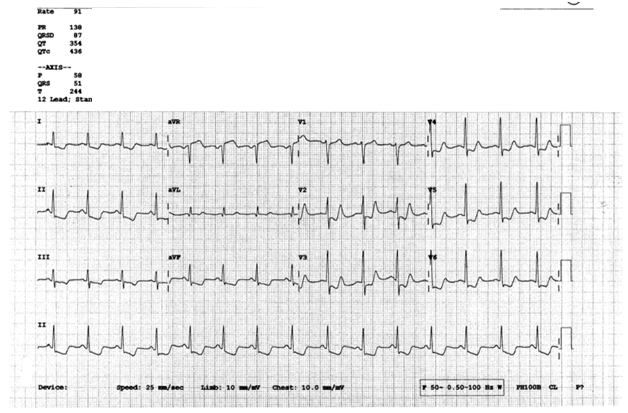 Rate 91
PR 138
QRSD 87
QT 354
QTc 436
--AXIS--
P 58
QRS 51
T 244
12 Lead; Stan
I aVR V1 V4
II aVL V2 V5
III aVF V3 V6
II
Device: Speed: 25 mm/sec Limb: 10 mm/mV Chest: 10.0 mm/mV F 50~ 0.50-100 Hz W PH100B CL P?